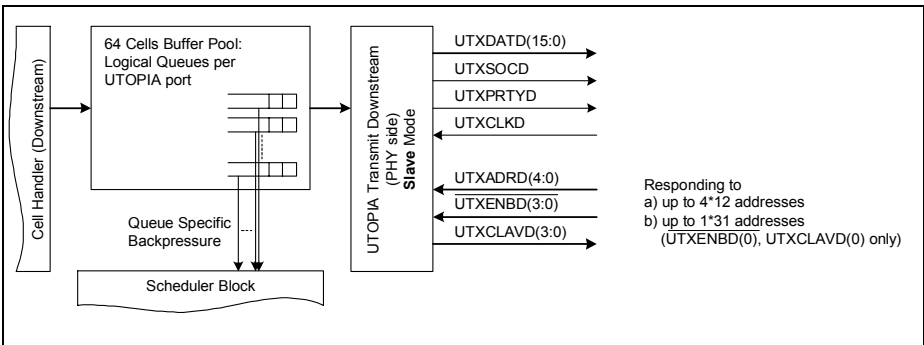 Cell Handler (Downstream)
64 Cells Buffer Pool:
Logical Queues per
UTOPIA port
Queue Specific
Backpressure
...
Scheduler Block
UTOPIA Transmit Downstream
(PHY side)
Slave Mode
UTXDATD(15:0)
UTXSOCD
UTXPRTYD
UTXCLKD
UTXADRD(4:0)
UTXENBD(3:0)
UTXCLAVD(3:0)
Responding to
a) up to 4*12 addresses
b) up to 1*31 addresses
(UTXENBD(0), UTXCLAVD(0) only)